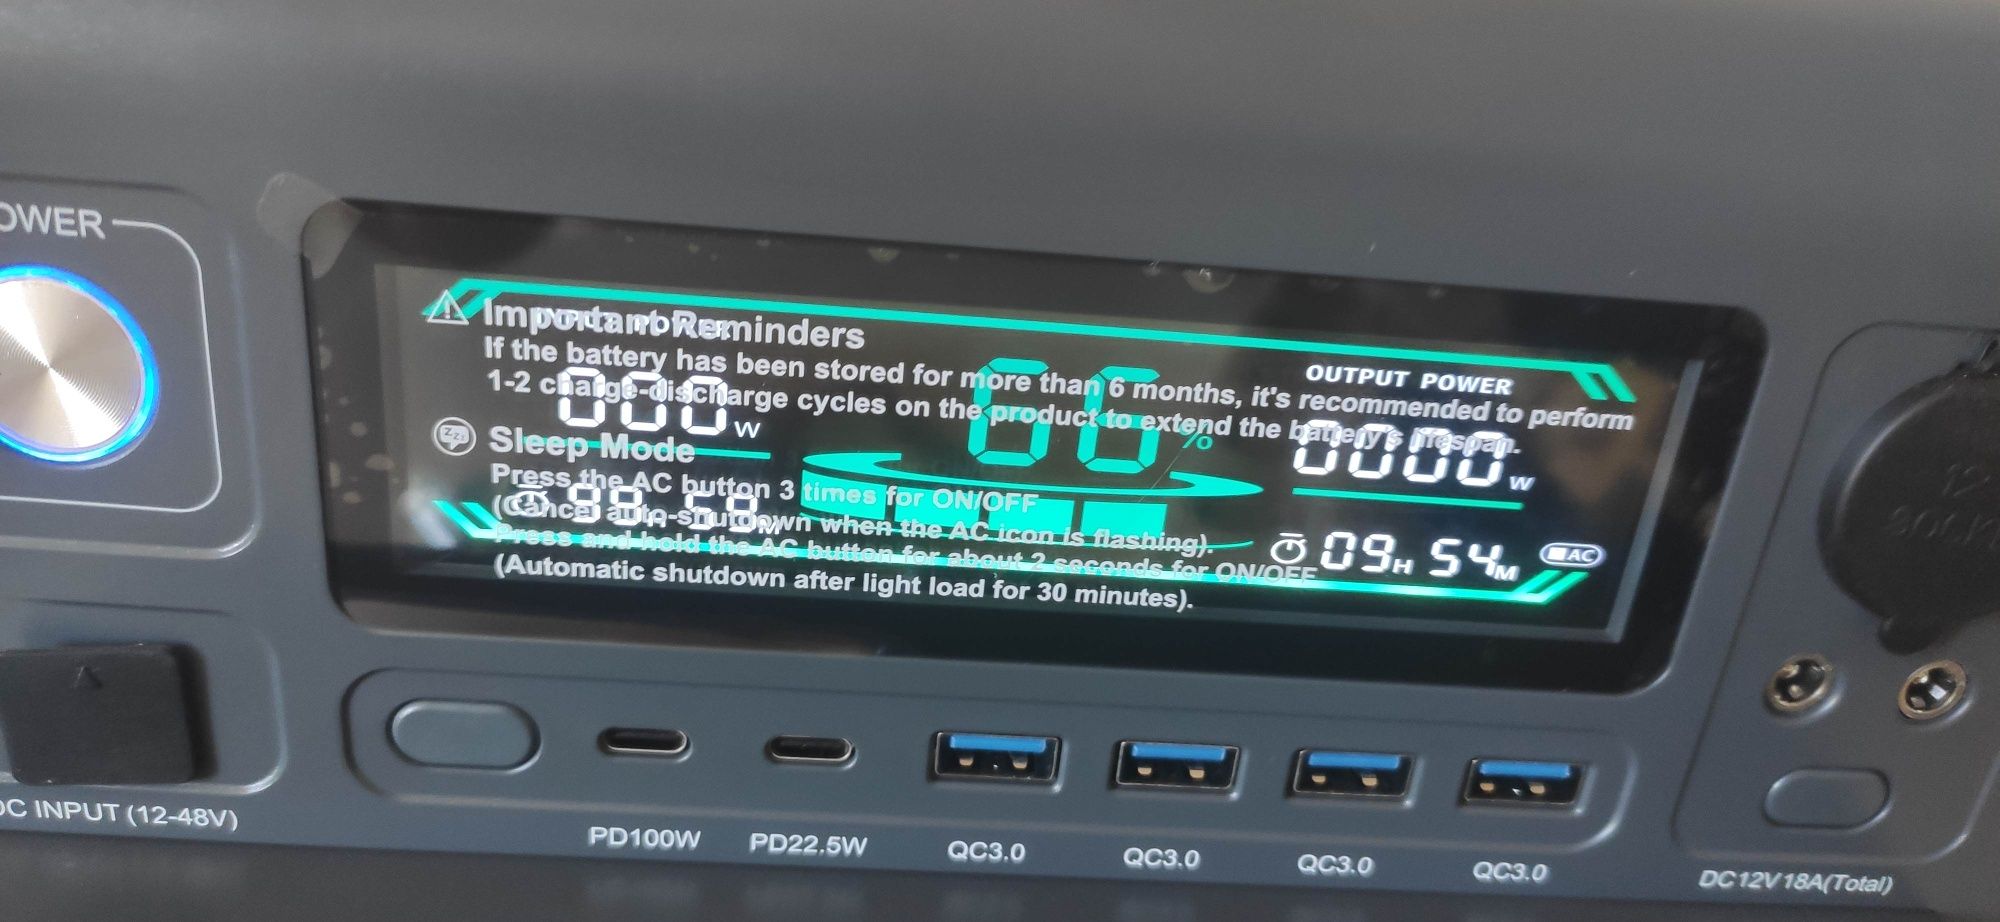 POWER
Important Reminders
INPUT POWER
If the battery has been stored for more than 6 months, it's recommended to perform
1-2 charge-discharge cycles on the product to extend the battery's lifespan.
OUTPUT POWER
000W
66%
0000W
Sleep Mode
Press the AC button 3 times for ON/OFF
(Cancel auto-shutdown when the AC icon is flashing).
Press and hold the AC button for about 2 seconds for ON/OFF
(Automatic shutdown after light load for 30 minutes).
99H 59M
09H 54M AC
DC INPUT (12-48V)
PD100W
PD22.5W
QC3.0
QC3.0
QC3.0
QC3.0
DC12V18A(Total)